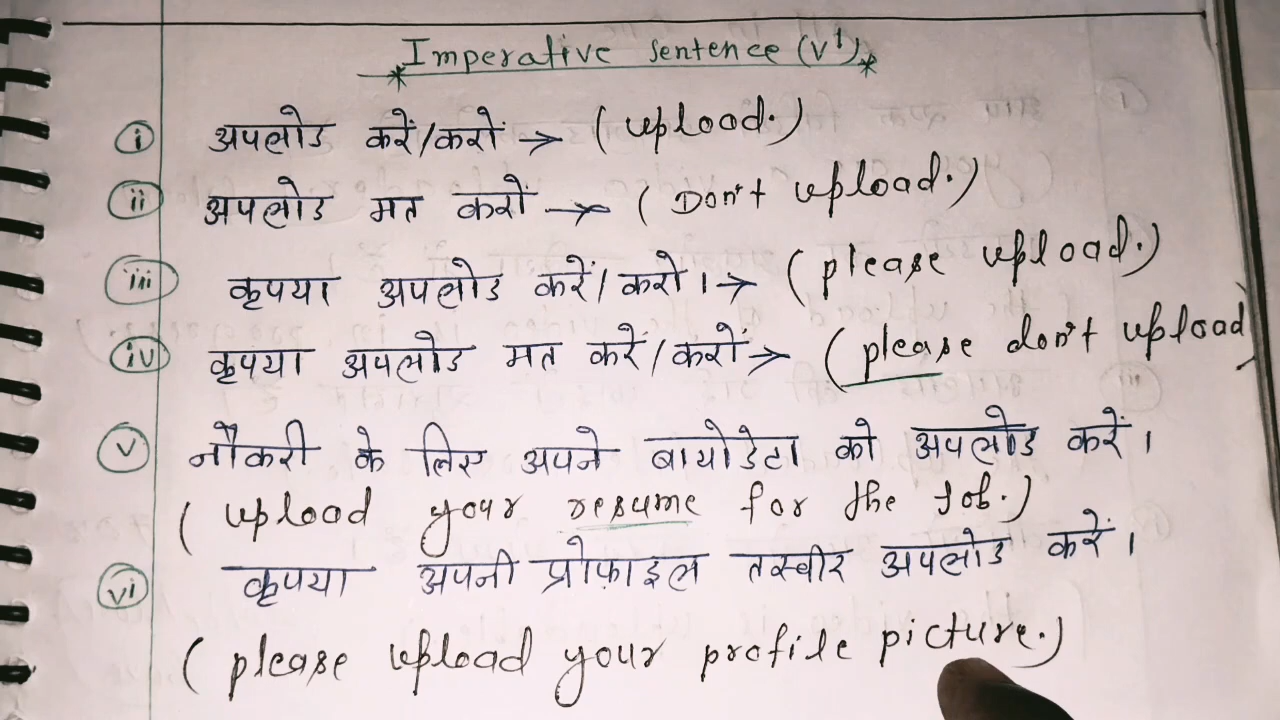 *Imperative sentence (V¹)*
(i) अपलोड करें/करों → (upload.)
(ii) अपलोड मत करों → (Don't upload.)
(iii) कृपया अपलोड करें/करो। → (please upload.)
(iv) कृपया अपलोड मत करें/करों → (please don't upload)
(v) नौकरी के लिए अपने बायोडेटा को अपलोड करें।
(upload your resume for the Job.)
(vi) कृपया अपनी प्रोफ़ाइल तस्वीर अपलोड करें।
(please upload your profile picture.)